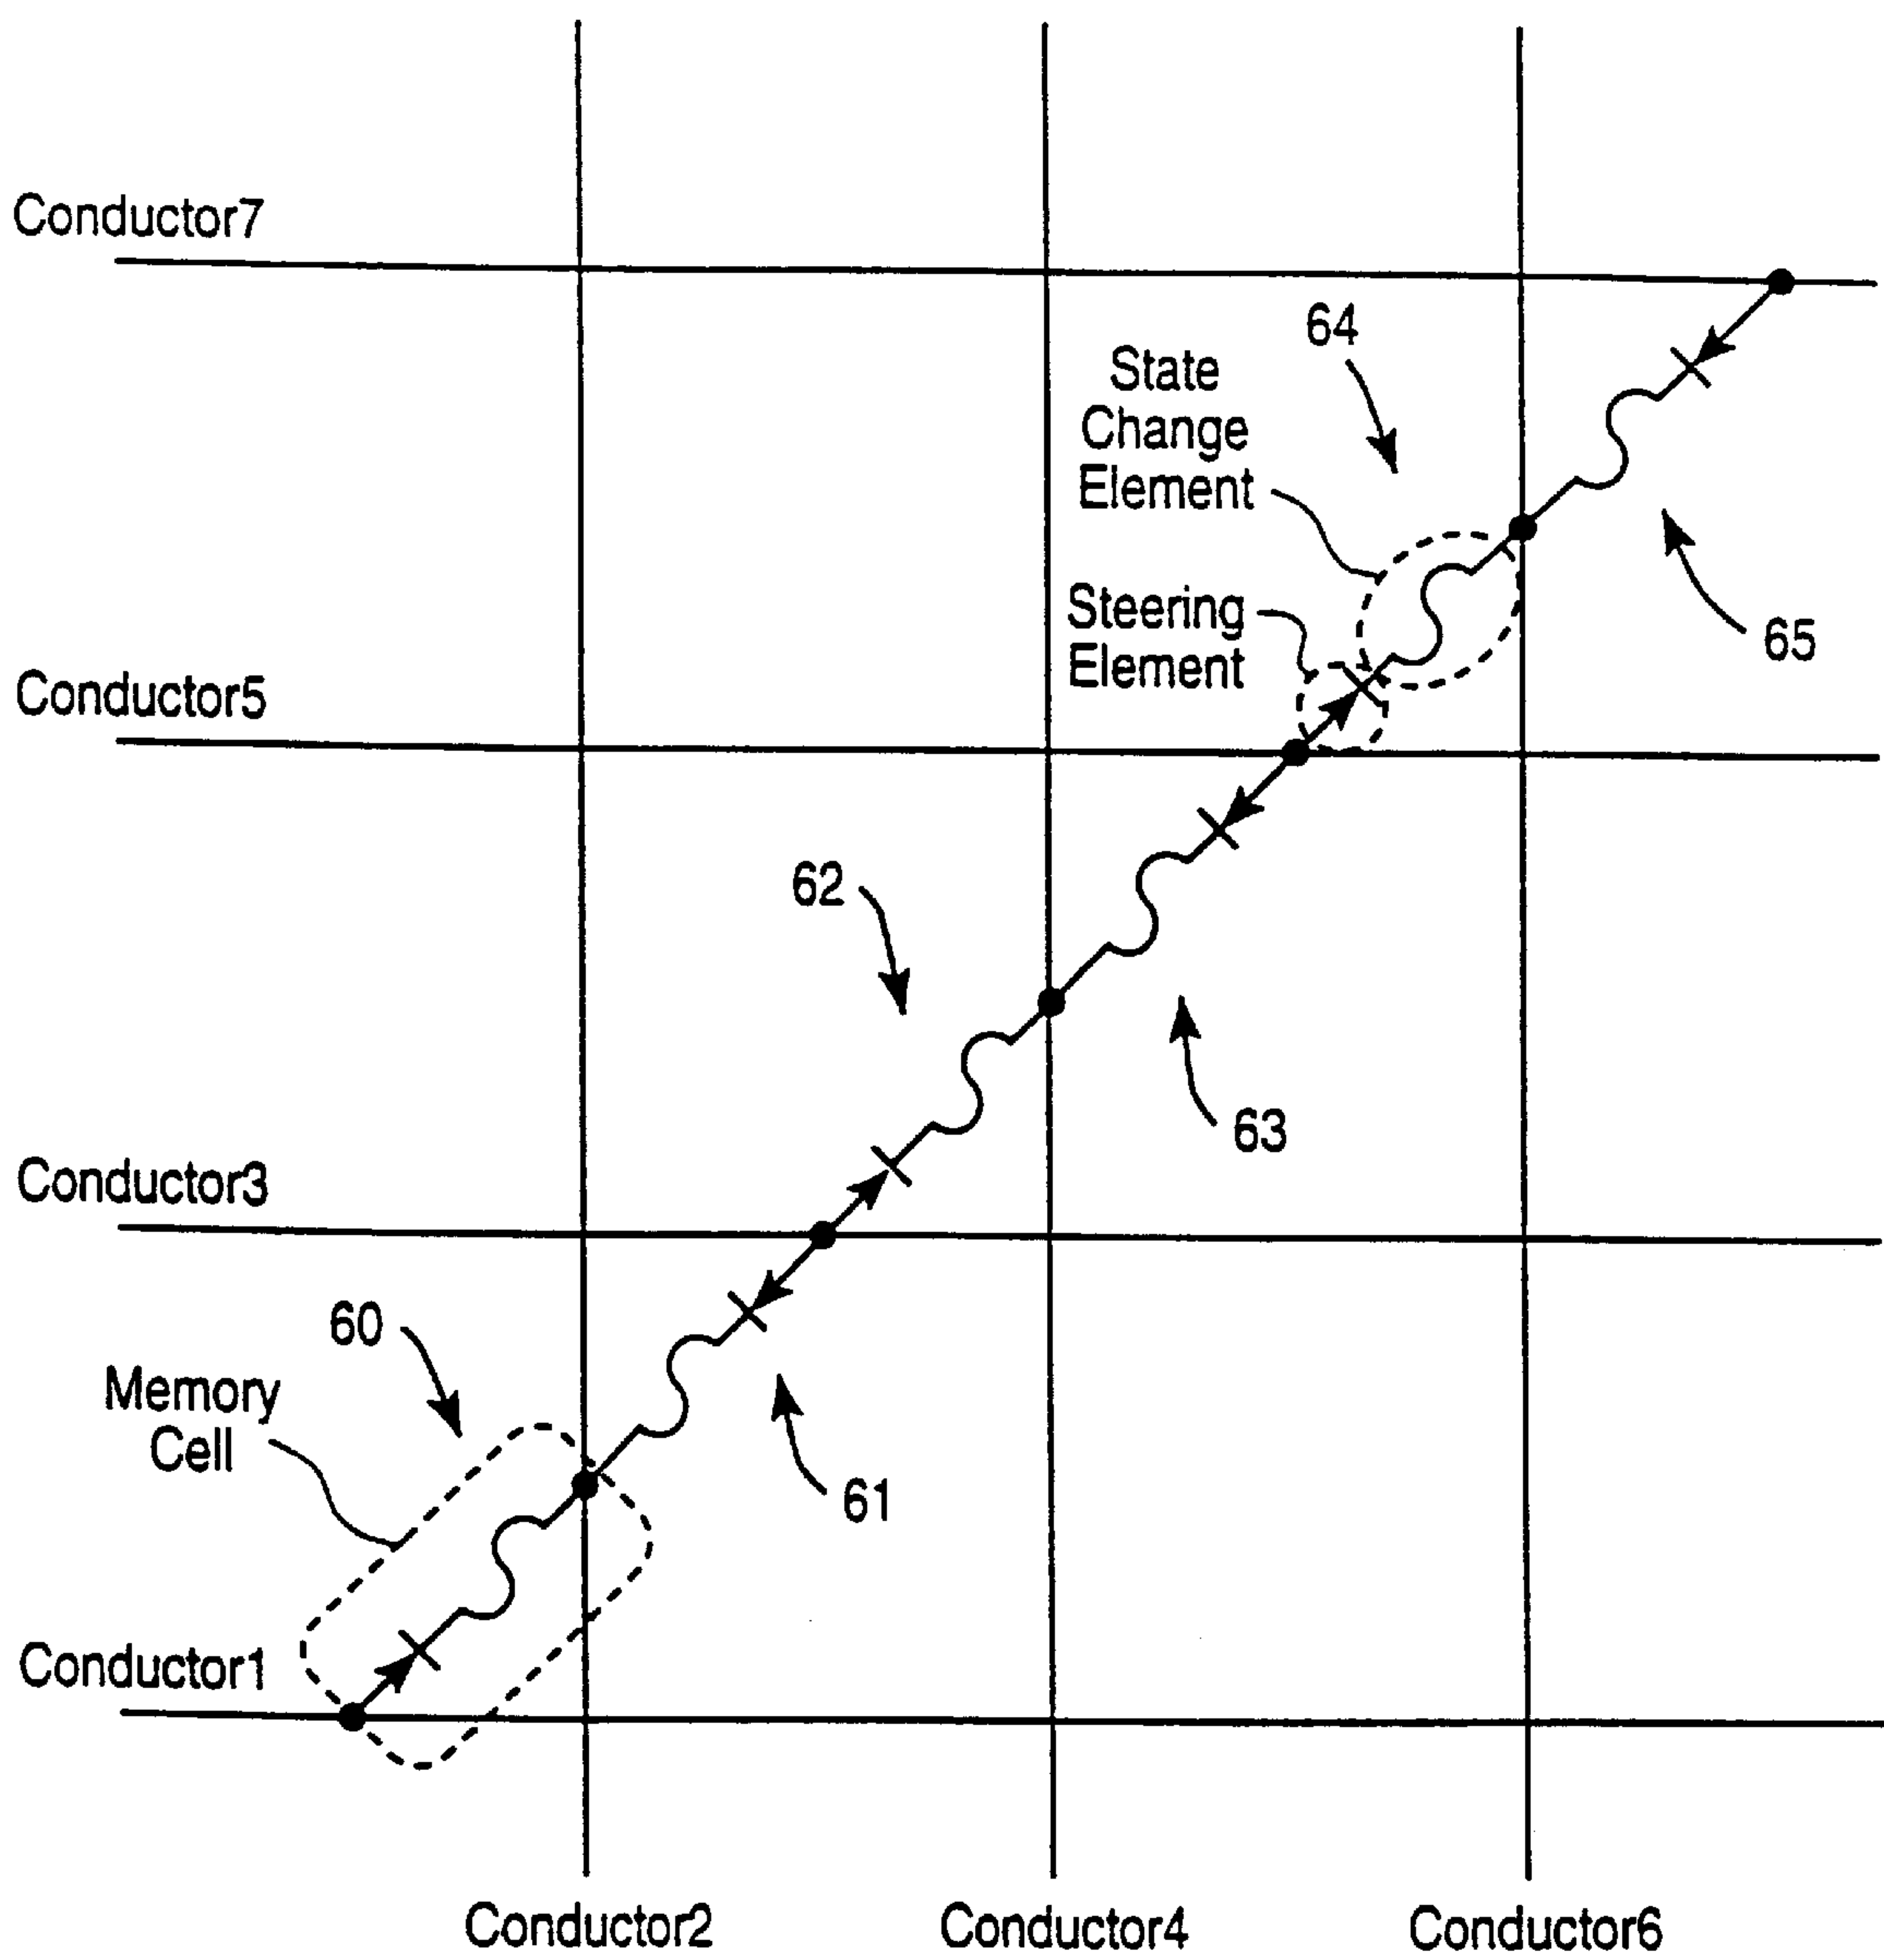 Conductor7
64
State
Change
Element
Steering
Element
65
Conductor5
62
63
Conductor3
60
Memory
Cell
61
Conductor1
Conductor2
Conductor4
Conductor6